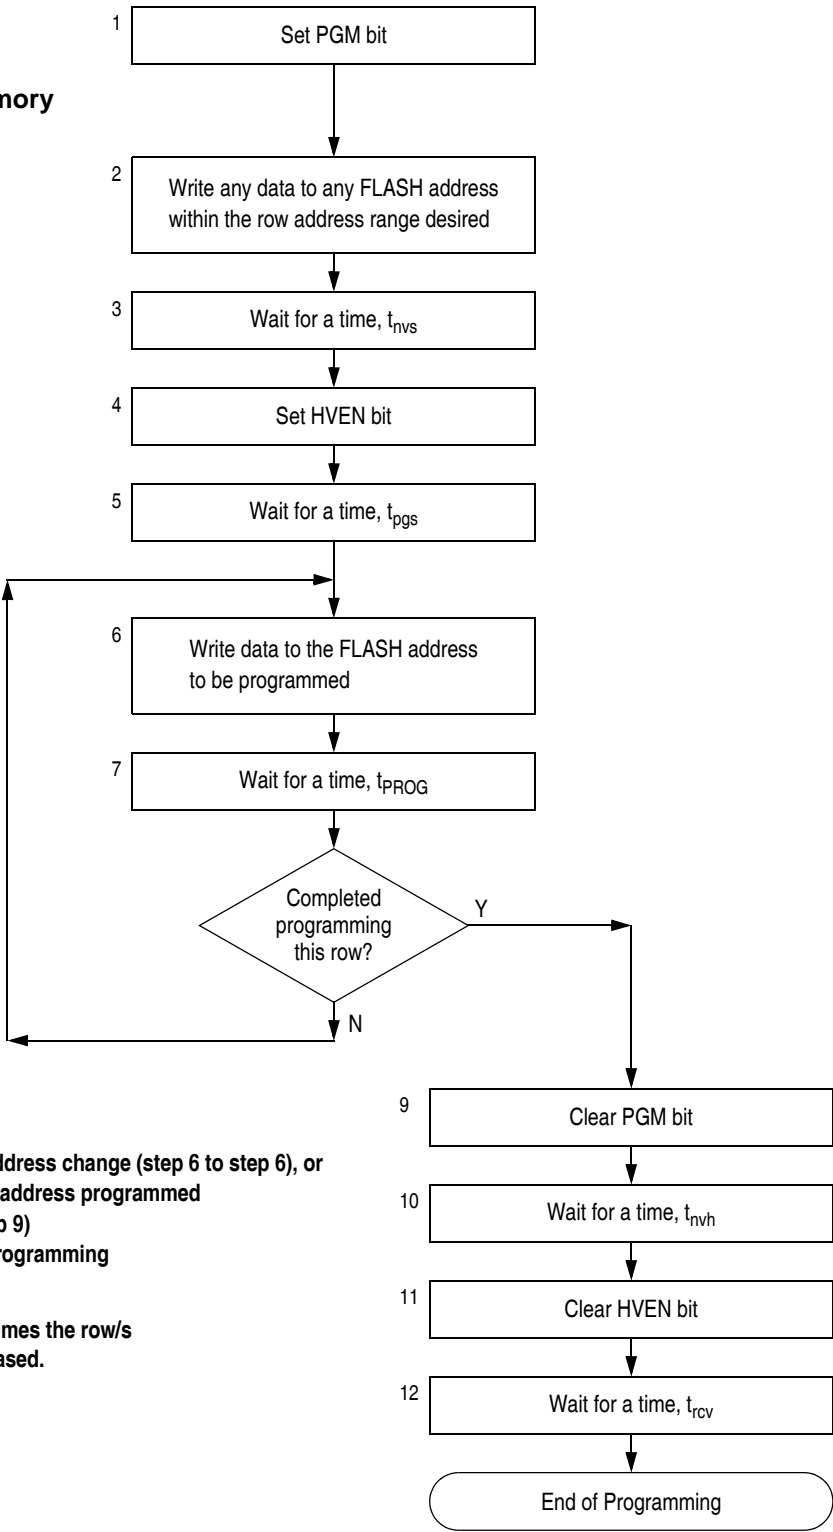 1
Set PGM bit
mory
2
Write any data to any FLASH address
within the row address range desired
3
Wait for a time, tnvs
4
Set HVEN bit
5
Wait for a time, tpgs
6
Write data to the FLASH address
to be programmed
7
Wait for a time, tPROG
Completed
programming
this row?
Y
N
9
Clear PGM bit
ddress change (step 6 to step 6), or
address programmed
p 9)
rogramming
10
Wait for a time, tnvh
11
Clear HVEN bit
umes the row/s
ased.
12
Wait for a time, trcv
End of Programming